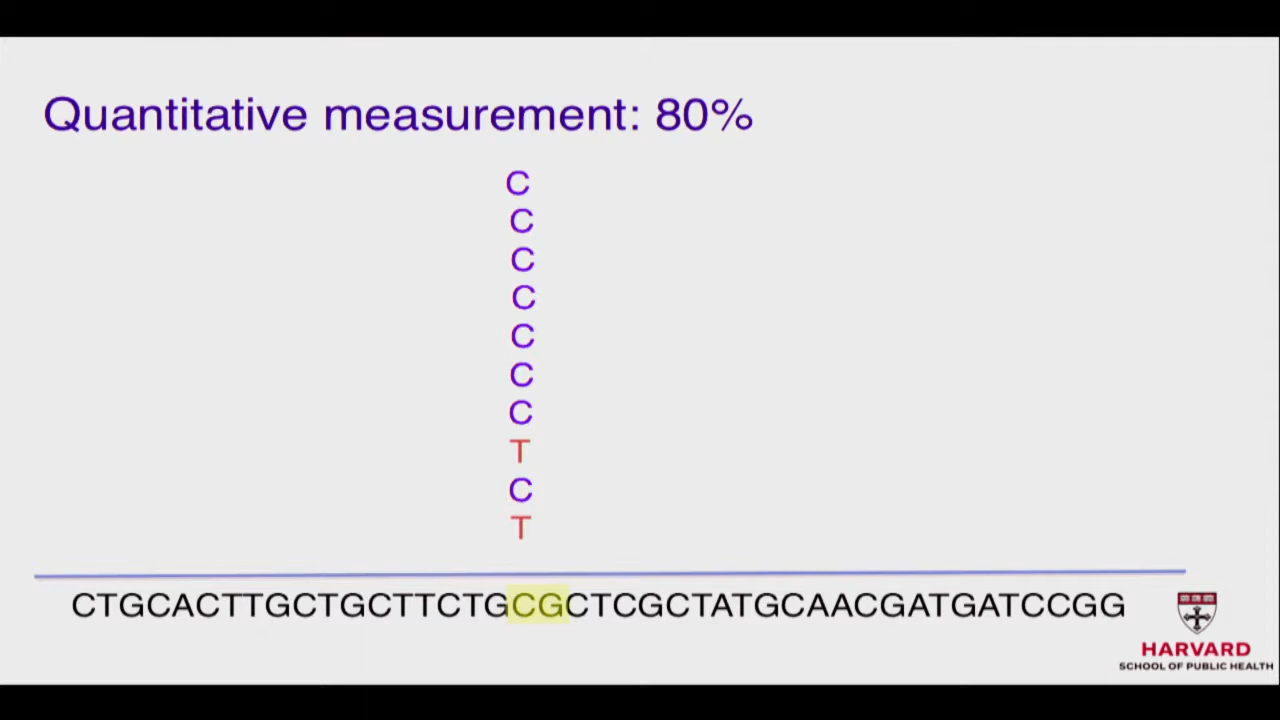 Quantitative measurement: 80%
C
C
C
C
C
C
C
T
C
T
CTGCACTTGCTGCTTCTGCGCTCGCTATGCAACGATGATCCGG
HARVARD
SCHOOL OF PUBLIC HEALTH